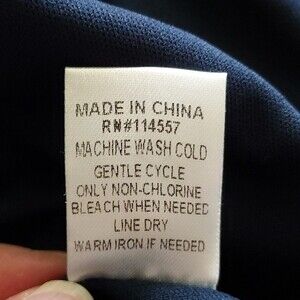 MADE IN CHINA
RN#114557
MACHINE WASH COLD
GENTLE CYCLE
ONLY NON-CHLORINE
BLEACH WHEN NEEDED
LINE DRY
WARM IRON IF NEEDED